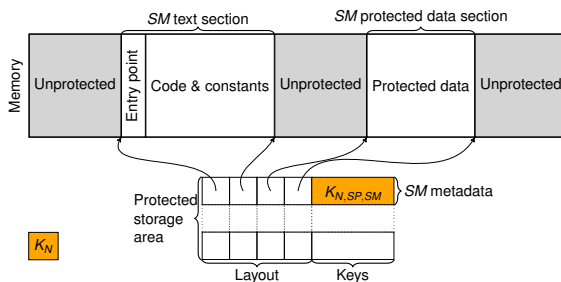 SM text section
SM protected data section
Memory
Unprotected
Entry point
Code & constants
Unprotected
Protected data
Unprotected
Protected
storage
area
K_N,SP,SM
SM metadata
K_N
Layout
Keys